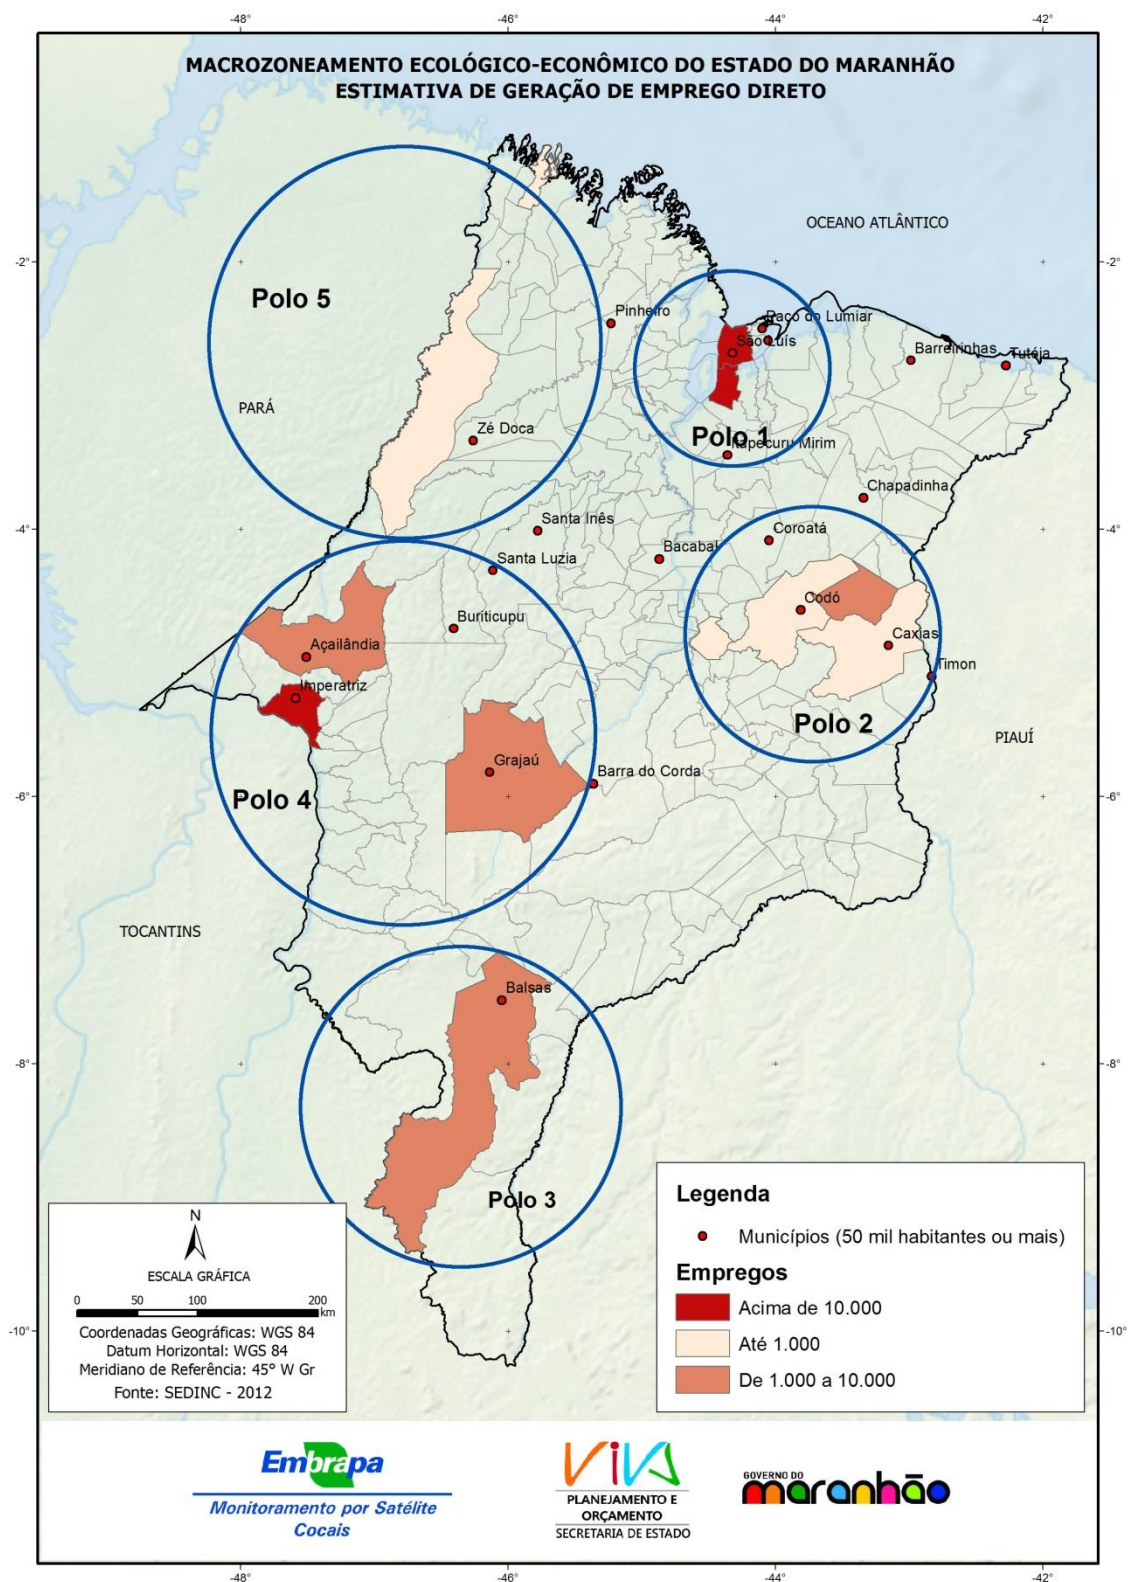 -48°
-46°
-44°
-42°
MACROZONEAMENTO ECOLÓGICO-ECONÔMICO DO ESTADO DO MARANHÃO
ESTIMATIVA DE GERAÇÃO DE EMPREGO DIRETO
OCEANO ATLÂNTICO
-2°
-2°
Polo 5
Pinheiro
Paço do Lumiar
São Luís
Barreirinhas
Tutóia
PARÁ
Zé Doca
Polo 1
Itapecuru Mirim
Chapadinha
-4°
-4°
Santa Inês
Coroatá
Santa Luzia
Bacabal
Buriticupu
Codó
Açailândia
Caxias
Timon
Imperatriz
Polo 2
PIAUÍ
Grajaú
Barra do Corda
Polo 4
-6°
-6°
TOCANTINS
Balsas
-8°
-8°
Polo 3
Legenda
Municípios (50 mil habitantes ou mais)
Empregos
Acima de 10.000
Até 1.000
De 1.000 a 10.000
N
ESCALA GRÁFICA
0 50 100 200
km
Coordenadas Geográficas: WGS 84
Datum Horizontal: WGS 84
Meridiano de Referência: 45° W Gr
Fonte: SEDINC - 2012
-10°
-10°
Embrapa
Monitoramento por Satélite
Cocais
VIVA
PLANEJAMENTO E
ORÇAMENTO
SECRETARIA DE ESTADO
GOVERNO DO
maranhão
-48°
-46°
-44°
-42°